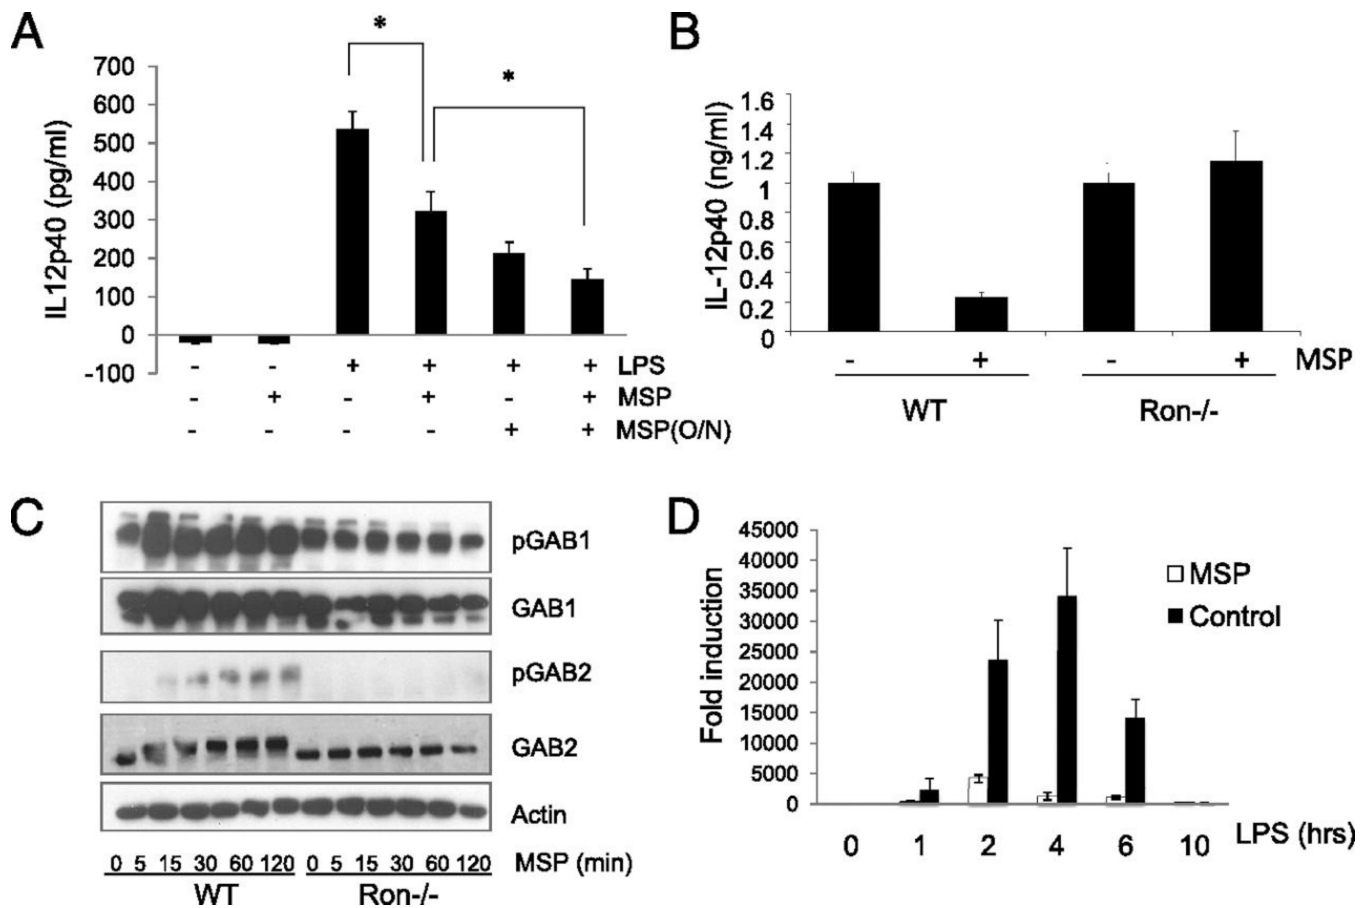 A
*
*
700
600
500
400
300
200
100
0
-100
IL12p40 (pg/ml)
- - + + + + LPS
- + - + - + MSP
- - - - + + MSP(O/N)
B
1.6
1.4
1.2
1
0.8
0.6
0.4
0.2
0
IL-12p40 (ng/ml)
- + - + MSP
WT Ron-/-
C
pGAB1
GAB1
pGAB2
GAB2
Actin
0 5 15 30 60 120 0 5 15 30 60 120 MSP (min)
WT Ron-/-
D
45000
40000
35000
30000
25000
20000
15000
10000
5000
0
Fold induction
MSP
Control
0 1 2 4 6 10 LPS (hrs)